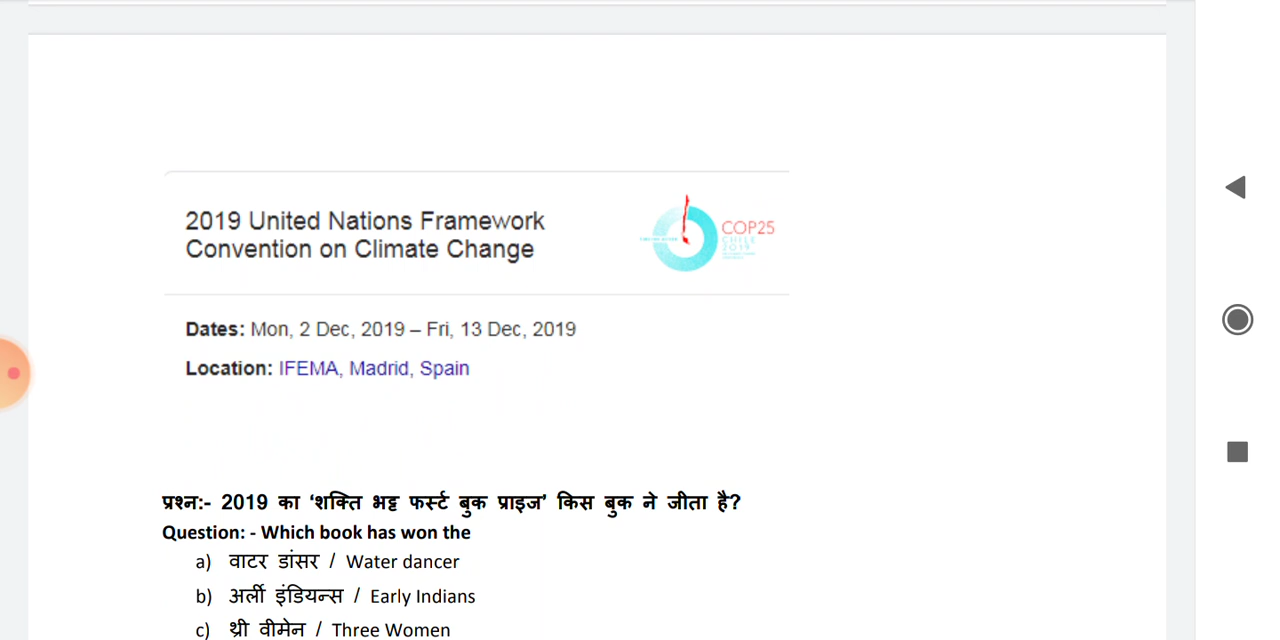 2019 United Nations Framework
Convention on Climate Change
COP25
CHILE
2019
Dates: Mon, 2 Dec, 2019 – Fri, 13 Dec, 2019
Location: IFEMA, Madrid, Spain
प्रश्न:- 2019 का ‘शक्ति भट्ट फर्स्ट बुक प्राइज’ किस बुक ने जीता है?
Question: - Which book has won the
a) वाटर डांसर / Water dancer
b) अर्ली इंडियन्स / Early Indians
c) थ्री वीमेन / Three Women